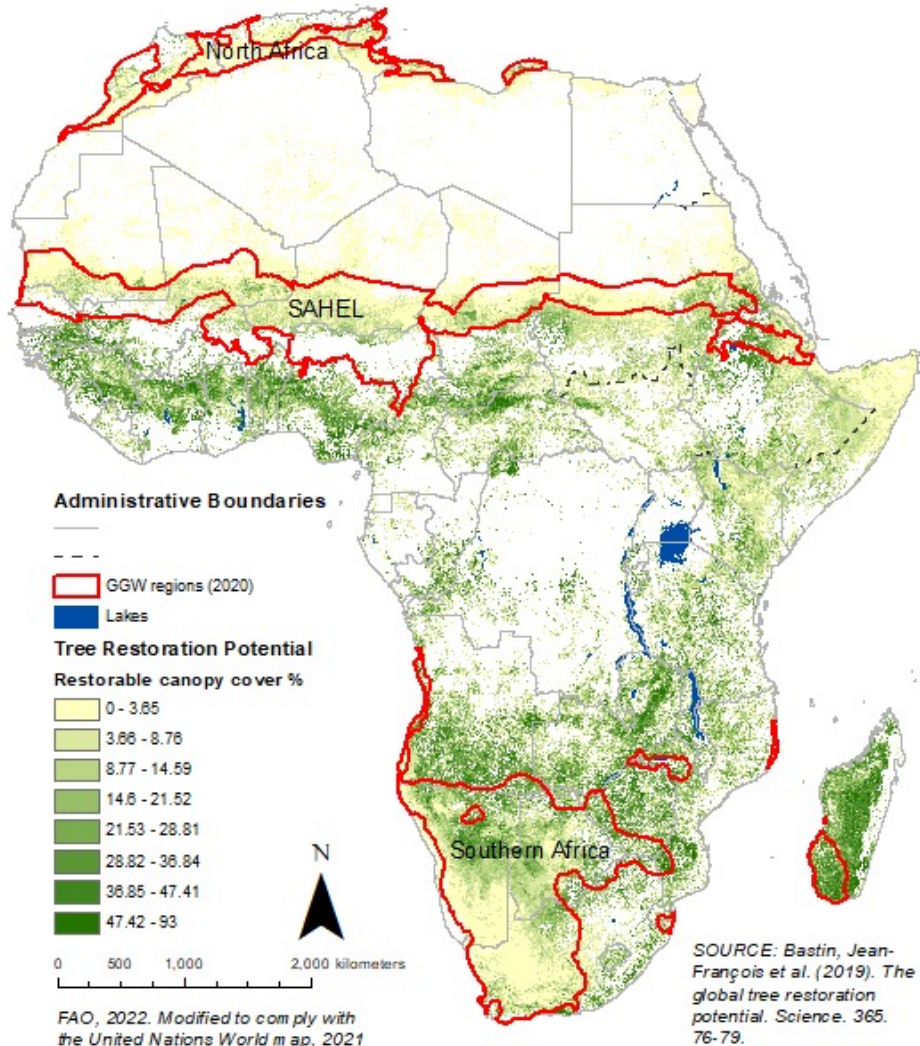 North Africa
SAHEL
Southern Africa
Administrative Boundaries
GGW regions (2020)
Lakes
Tree Restoration Potential
Restorable canopy cover %
0 - 3.65
3.66 - 8.76
8.77 - 14.59
14.6 - 21.52
21.53 - 28.81
28.82 - 36.84
36.85 - 47.41
47.42 - 93
N
0 500 1,000 2,000 kilometers
FAO, 2022. Modified to comply with
the United Nations World map, 2021
SOURCE: Bastin, Jean-
François et al. (2019). The
global tree restoration
potential. Science. 365.
76-79.